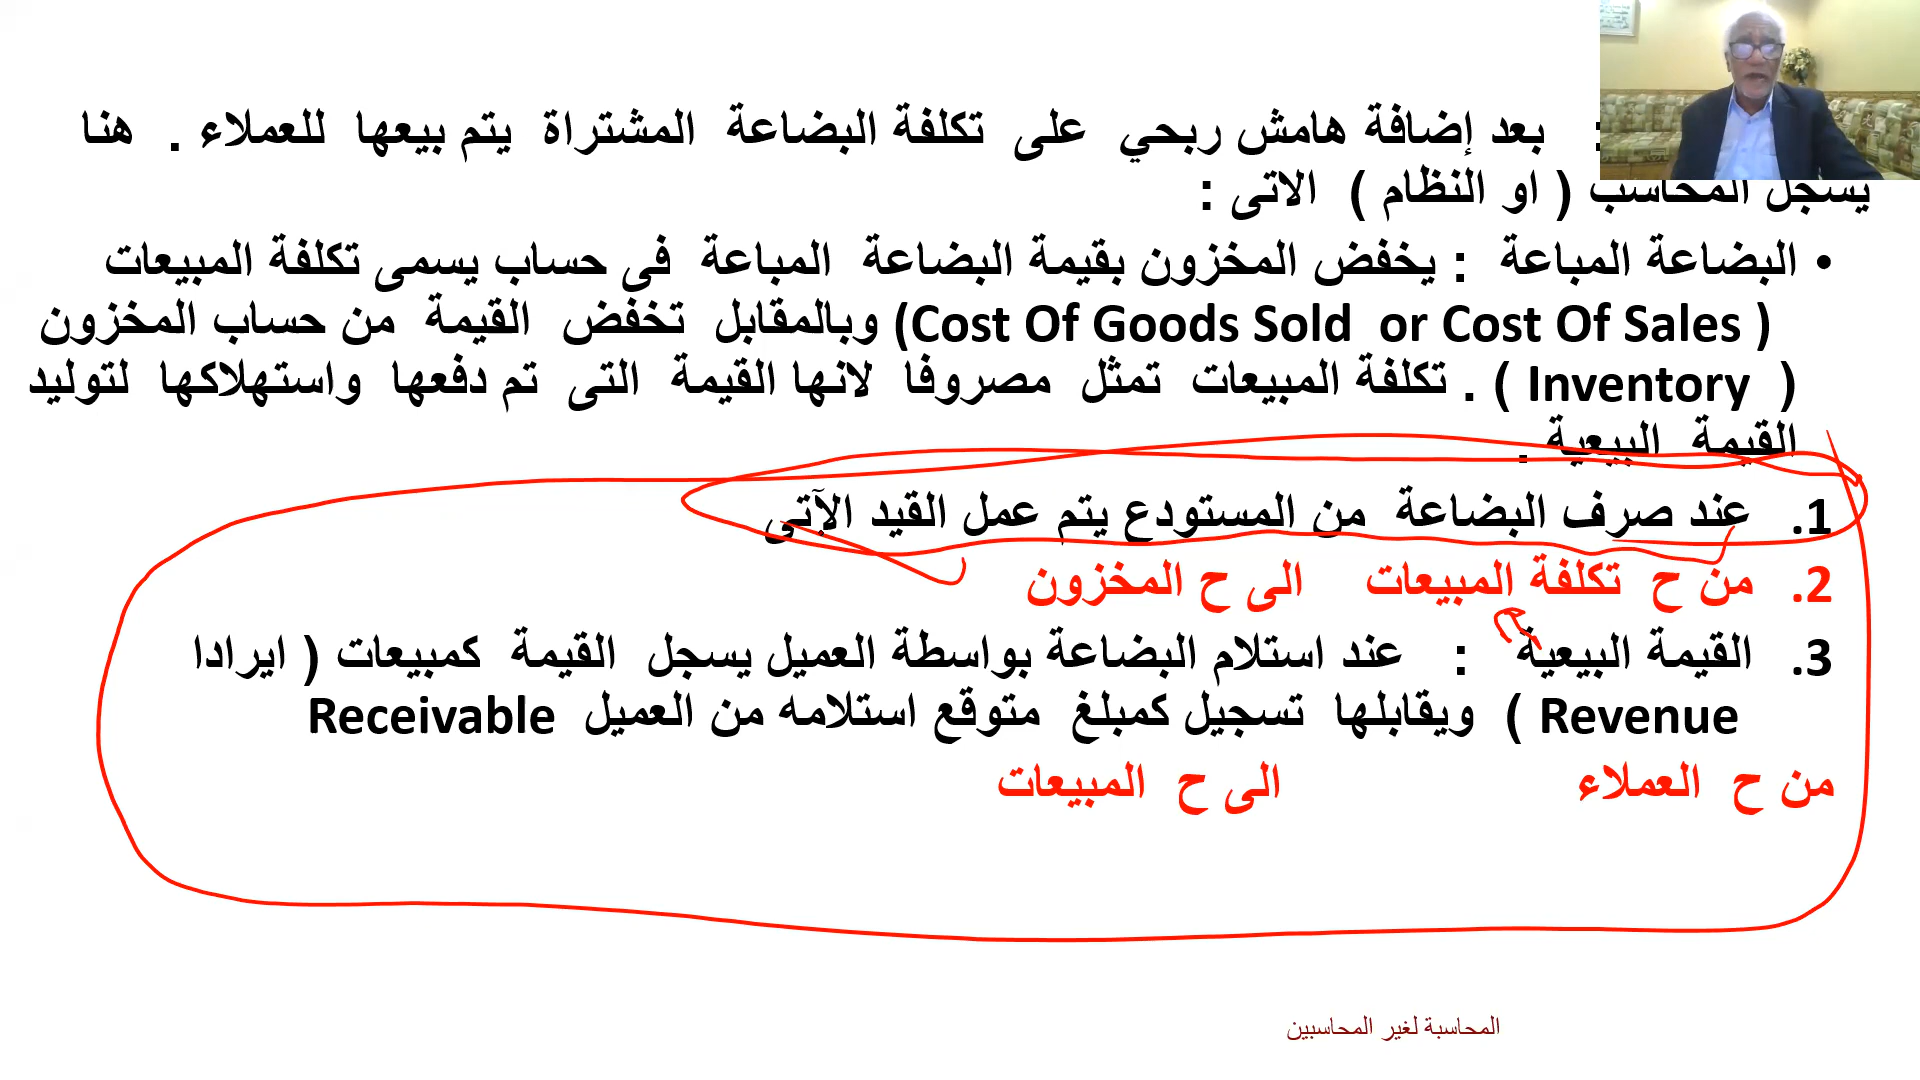 : بعد إضافة هامش ربحي على تكلفة البضاعة المشتراة يتم بيعها للعملاء . هنا
يسجل المحاسب ( او النظام ) الاتى :
• البضاعة المباعة : يخفض المخزون بقيمة البضاعة المباعة فى حساب يسمى تكلفة المبيعات
(Cost Of Goods Sold or Cost Of Sales ) وبالمقابل تخفض القيمة من حساب المخزون
( Inventory ) . تكلفة المبيعات تمثل مصروفا لانها القيمة التى تم دفعها واستهلاكها لتوليد
القيمة البيعية .
1. عند صرف البضاعة من المستودع يتم عمل القيد الآتى
2. من ح تكلفة المبيعات الى ح المخزون
3. القيمة البيعية : عند استلام البضاعة بواسطة العميل يسجل القيمة كمبيعات ( ايرادا
Revenue ) ويقابلها تسجيل كمبلغ متوقع استلامه من العميل Receivable
من ح العملاء الى ح المبيعات
المحاسبة لغير المحاسبين